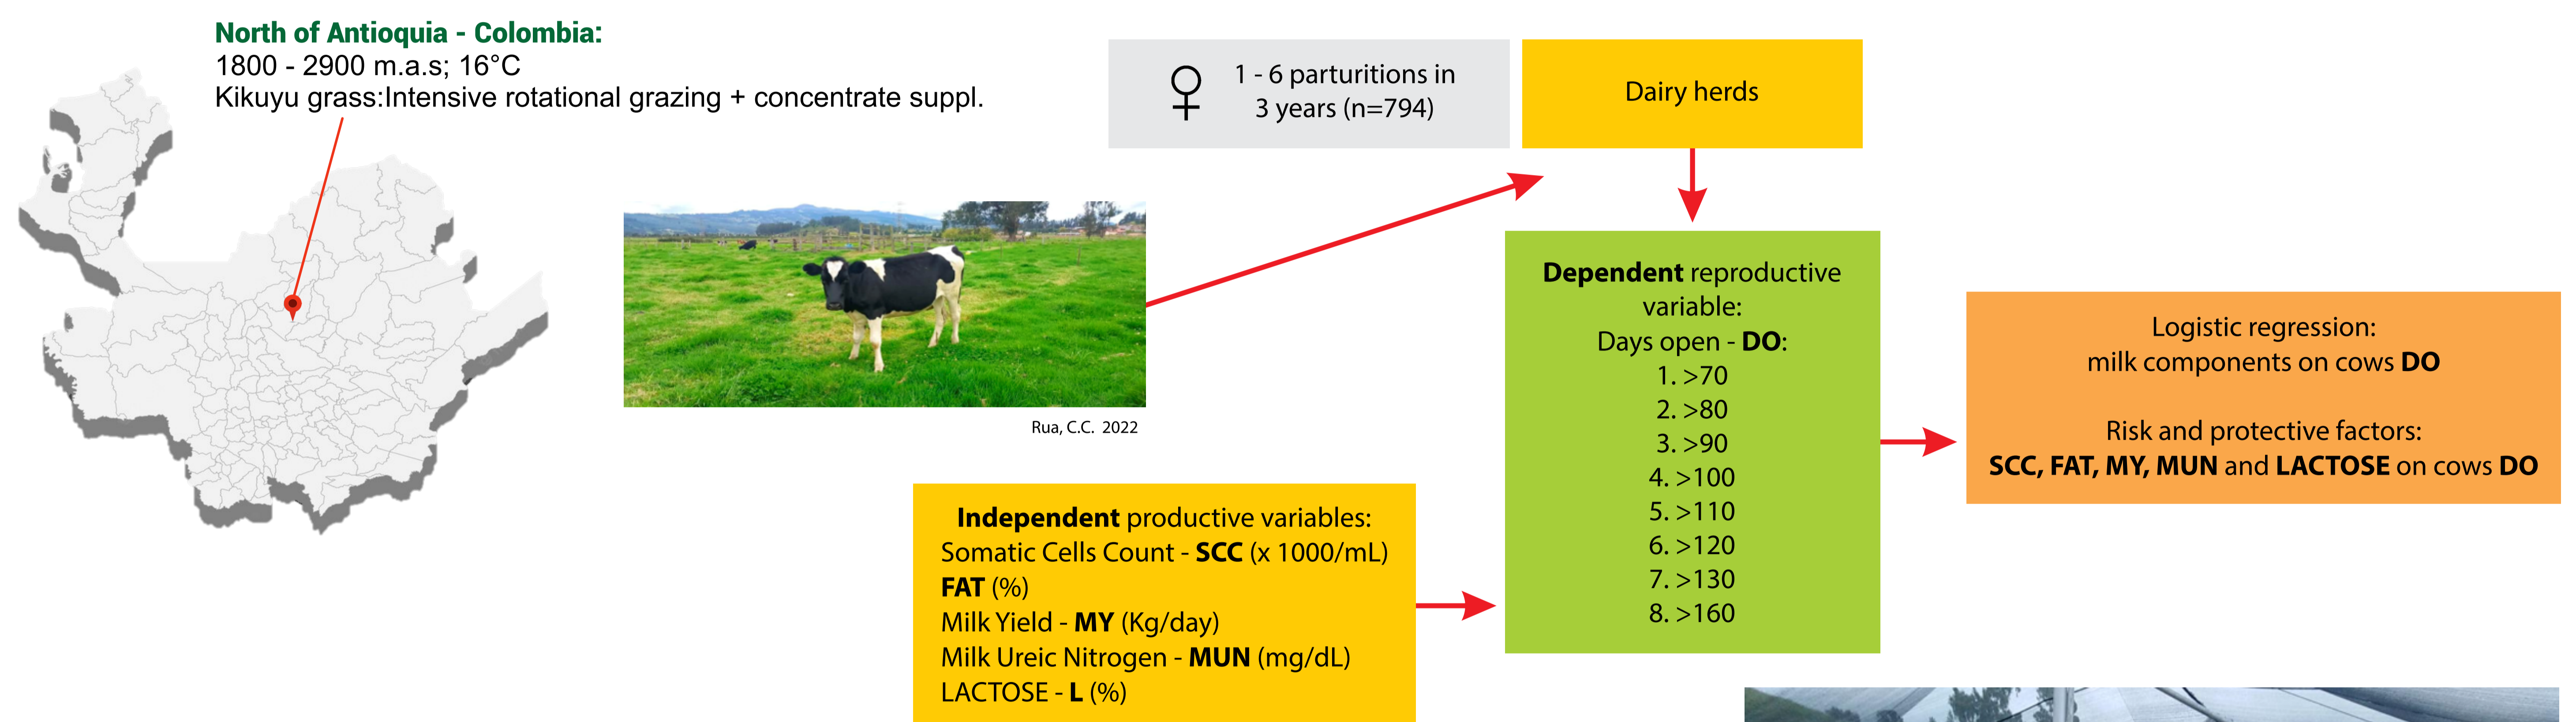 North of Antioquia - Colombia:
1800 - 2900 m.a.s; 16°C
Kikuyu grass:Intensive rotational grazing + concentrate suppl.
♀ 1 - 6 parturitions in
3 years (n=794)
Dairy herds
Rua, C.C. 2022
Independent productive variables:
Somatic Cells Count - SCC (x 1000/mL)
FAT (%)
Milk Yield - MY (Kg/day)
Milk Ureic Nitrogen - MUN (mg/dL)
LACTOSE - L (%)
Dependent reproductive
variable:
Days open - DO:
1. >70
2. >80
3. >90
4. >100
5. >110
6. >120
7. >130
8. >160
Logistic regression:
milk components on cows DO
Risk and protective factors:
SCC, FAT, MY, MUN and LACTOSE on cows DO